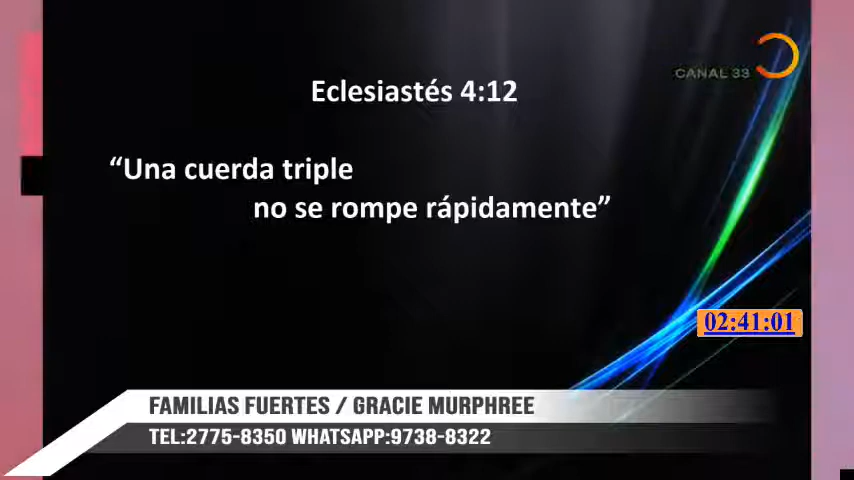 Eclesiastés 4:12
CANAL 33
“Una cuerda triple
no se rompe rápidamente”
02:41:01
FAMILIAS FUERTES / GRACIE MURPHREE
TEL:2775-8350 WHATSAPP:9738-8322